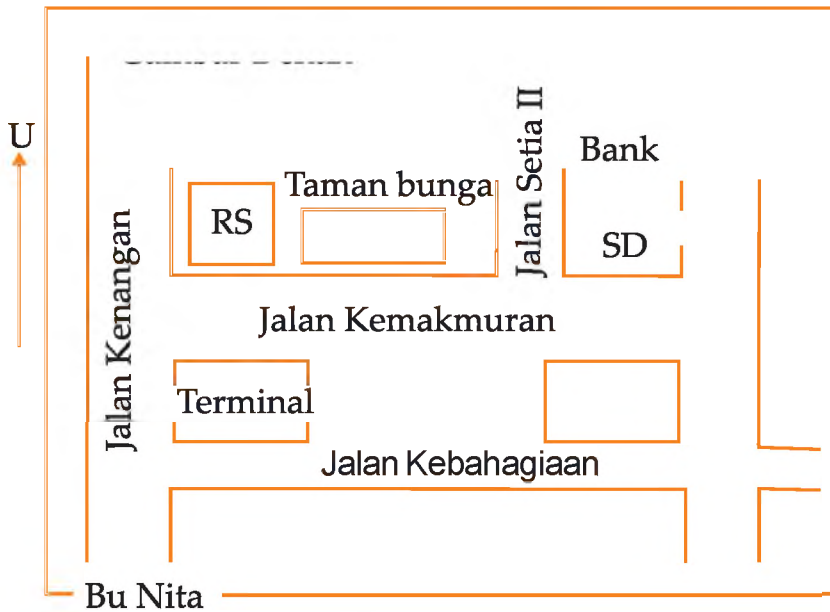 U
Jalan Setia II
Bank
Taman bunga
RS
SD
Jalan Kenangan
Jalan Kemakmuran
Terminal
Jalan Kebahagiaan
Bu Nita